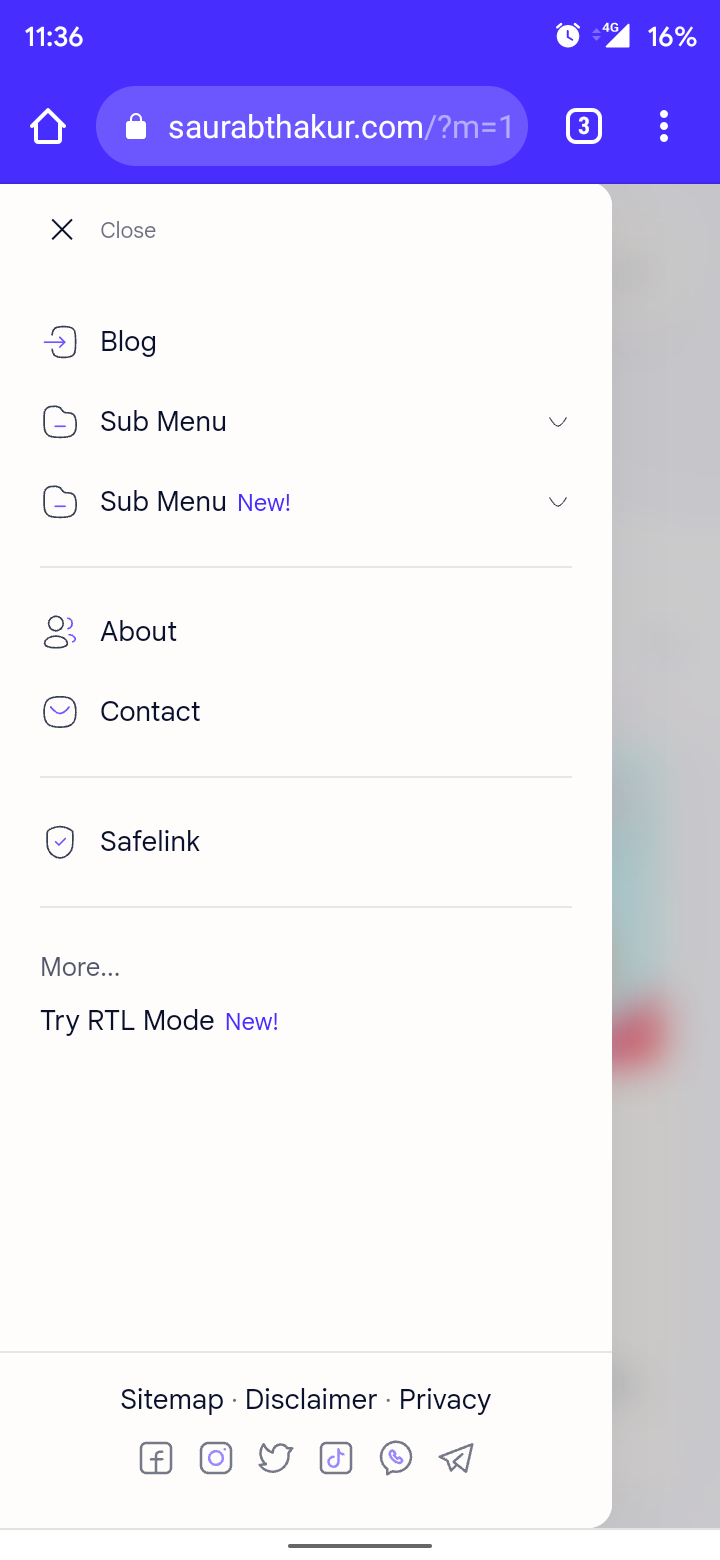 11:36 4G 16%
saurabthakur.com/?m=1 3
Close
Blog
Sub Menu
Sub Menu New!
About
Contact
Safelink
More...
Try RTL Mode New!
Sitemap · Disclaimer · Privacy